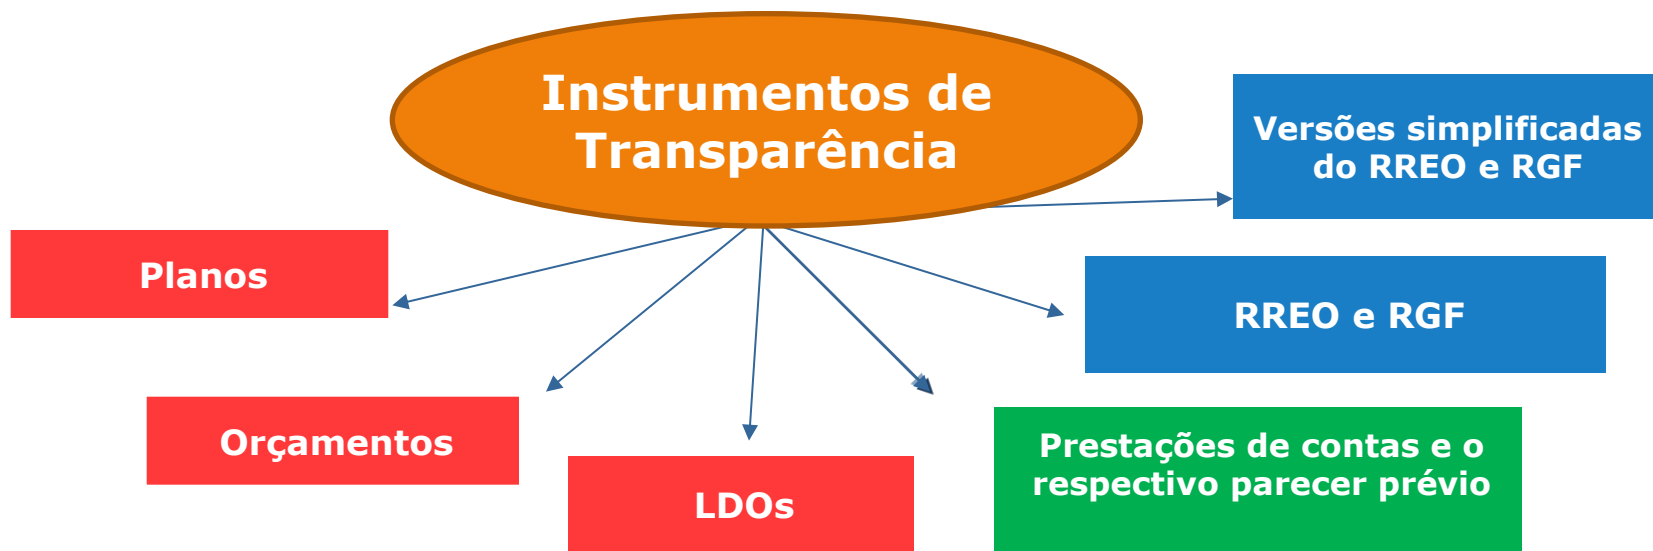 Instrumentos de
Transparência
Versões simplificadas
do RREO e RGF
Planos
RREO e RGF
Orçamentos
Prestações de contas e o
respectivo parecer prévio
LDOs